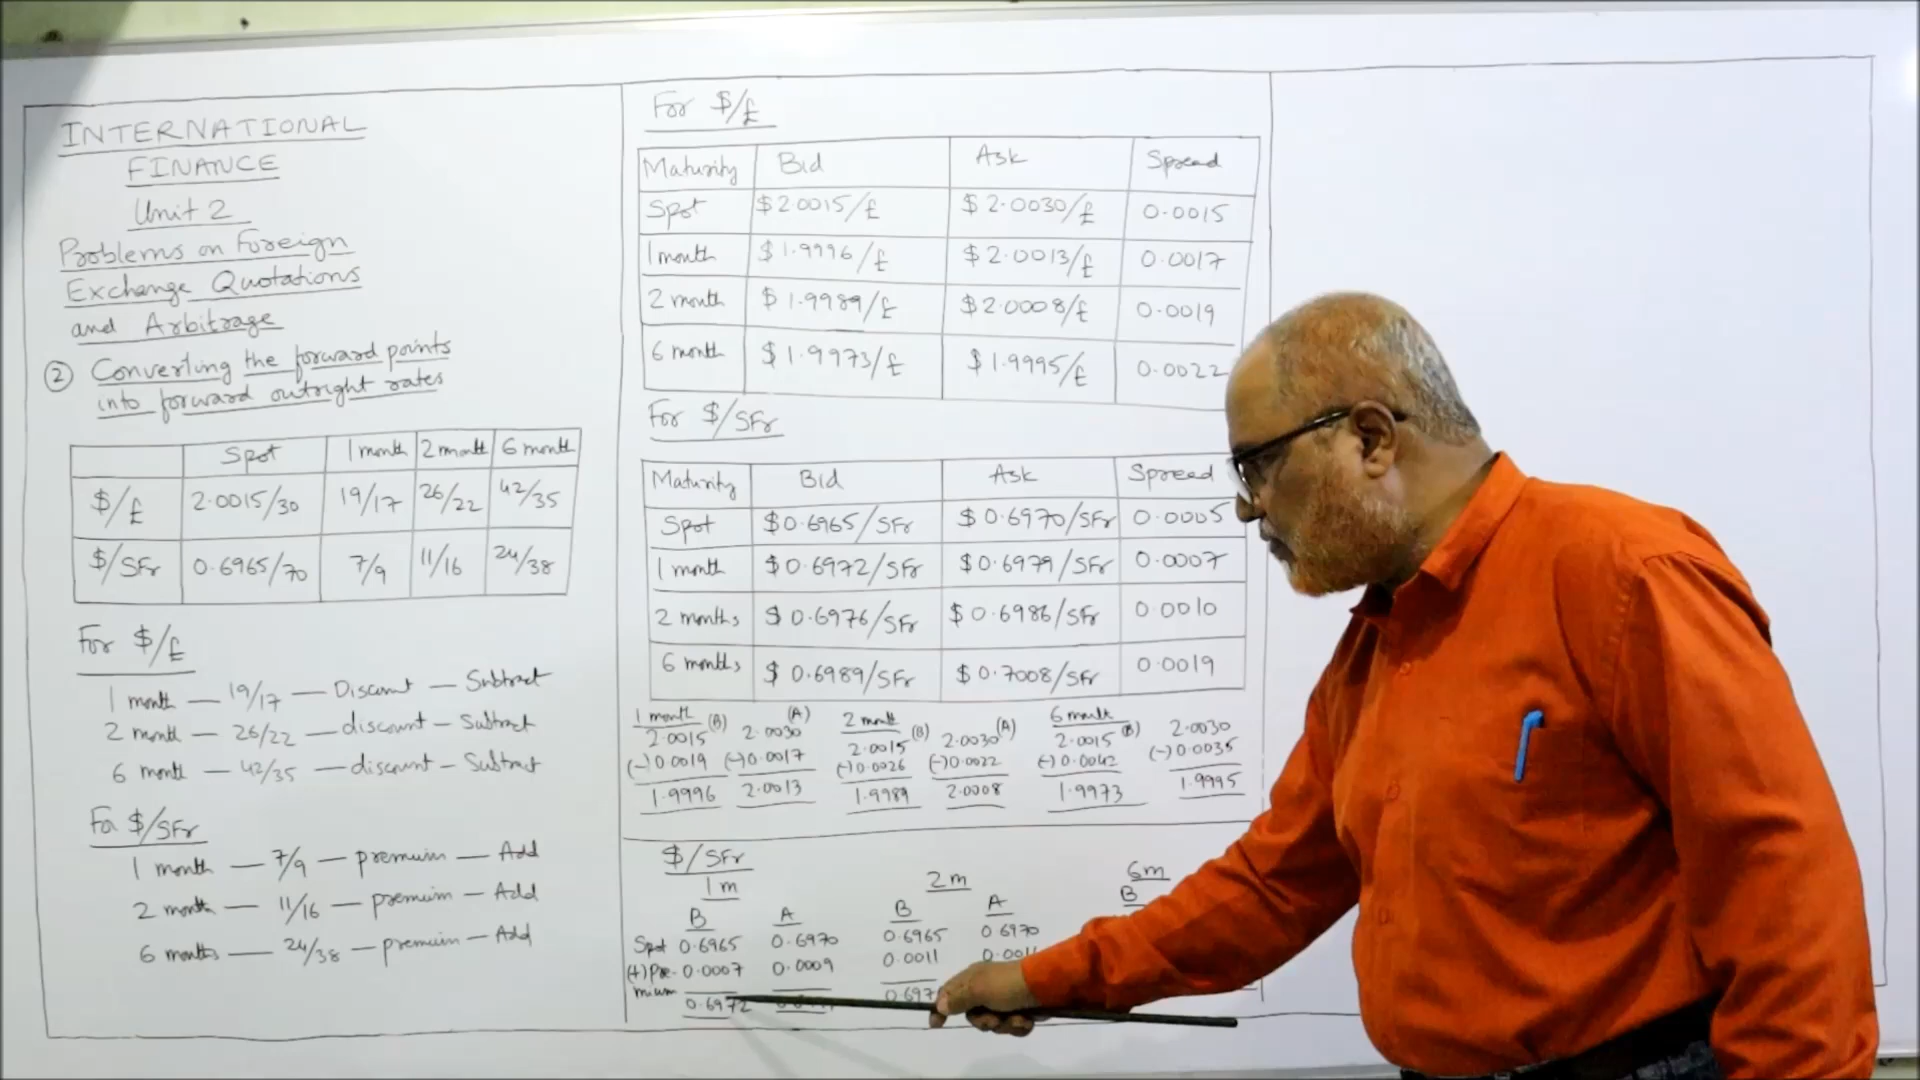 INTERNATIONAL
FINANCE
Unit 2
Problems on Foreign
Exchange Quotations
and Arbitrage
② Converting the forward points
into forward outright rates
Spot 1 month 2 month 6 month
$/£ 2.0015/30 19/17 26/22 42/35
$/SFr 0.6965/70 7/9 11/16 24/38
For $/£
1 month — 19/17 — Discount — Subtract
2 month — 26/22 — discount — Subtract
6 month — 42/35 — discount — Subtract
For $/SFr
1 month — 7/9 — premium — Add
2 month — 11/16 — premium — Add
6 months — 24/38 — premium — Add
For $/£
Maturity Bid Ask Spread
Spot $2.0015/£ $2.0030/£ 0.0015
1 month $1.9996/£ $2.0013/£ 0.0017
2 month $1.9989/£ $2.0008/£ 0.0019
6 month $1.9973/£ $1.9995/£ 0.0022
For $/SFr
Maturity Bid Ask Spread
Spot $0.6965/SFr $0.6970/SFr 0.0005
1 month $0.6972/SFr $0.6979/SFr 0.0007
2 months $0.6976/SFr $0.6986/SFr 0.0010
6 months $0.6989/SFr $0.7008/SFr 0.0019
1 month (B) (A) 2 month (B) (A) 6 month (B)
2.0015 2.0030 2.0015 2.0030 2.0015 2.0030
(-)0.0019 (-)0.0017 (-)0.0026 (-)0.0022 (-)0.0042 (-)0.0035
1.9996 2.0013 1.9989 2.0008 1.9973 1.9995
$/SFr
1m 2m 6m
B A B A B
Spot 0.6965 0.6970 0.6965 0.6970
(+)Pre- 0.0007 0.0009 0.0011
mium 0.6972